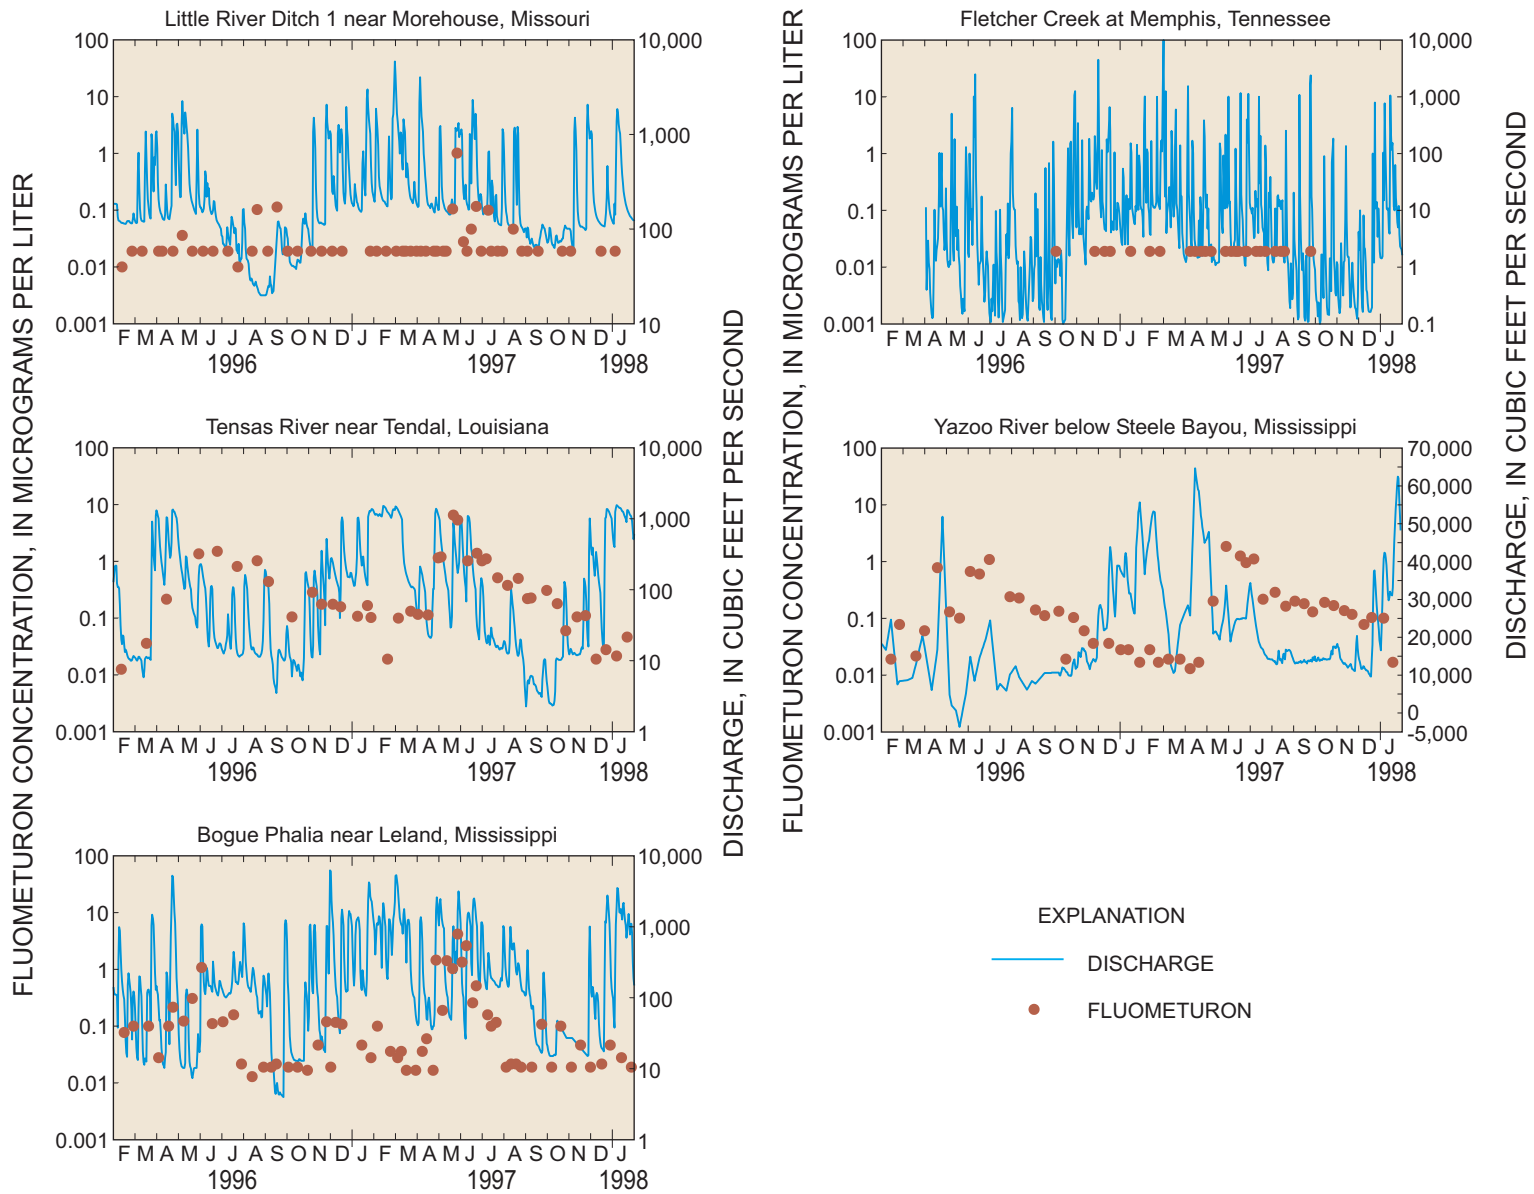 FLUOMETURON CONCENTRATION, IN MICROGRAMS PER LITER
Little River Ditch 1 near Morehouse, Missouri
100
10
1
0.1
0.01
0.001
10,000
1,000
100
10
F M A M J J A S O N D J F M A M J J A S O N D J
1996 1997 1998
Tensas River near Tendal, Louisiana
100
10
1
0.1
0.01
0.001
10,000
1,000
100
10
1
F M A M J J A S O N D J F M A M J J A S O N D J
1996 1997 1998
Bogue Phalia near Leland, Mississippi
100
10
1
0.1
0.01
0.001
10,000
1,000
100
10
1
F M A M J J A S O N D J F M A M J J A S O N D J
1996 1997 1998
DISCHARGE, IN CUBIC FEET PER SECOND
FLUOMETURON CONCENTRATION, IN MICROGRAMS PER LITER
Fletcher Creek at Memphis, Tennessee
100
10
1
0.1
0.01
0.001
10,000
1,000
100
10
1
0.1
F M A M J J A S O N D J F M A M J J A S O N D J
1996 1997 1998
Yazoo River below Steele Bayou, Mississippi
100
10
1
0.1
0.01
0.001
70,000
60,000
50,000
40,000
30,000
20,000
10,000
0
-5,000
F M A M J J A S O N D J F M A M J J A S O N D J
1996 1997 1998
DISCHARGE, IN CUBIC FEET PER SECOND
EXPLANATION
DISCHARGE
FLUOMETURON